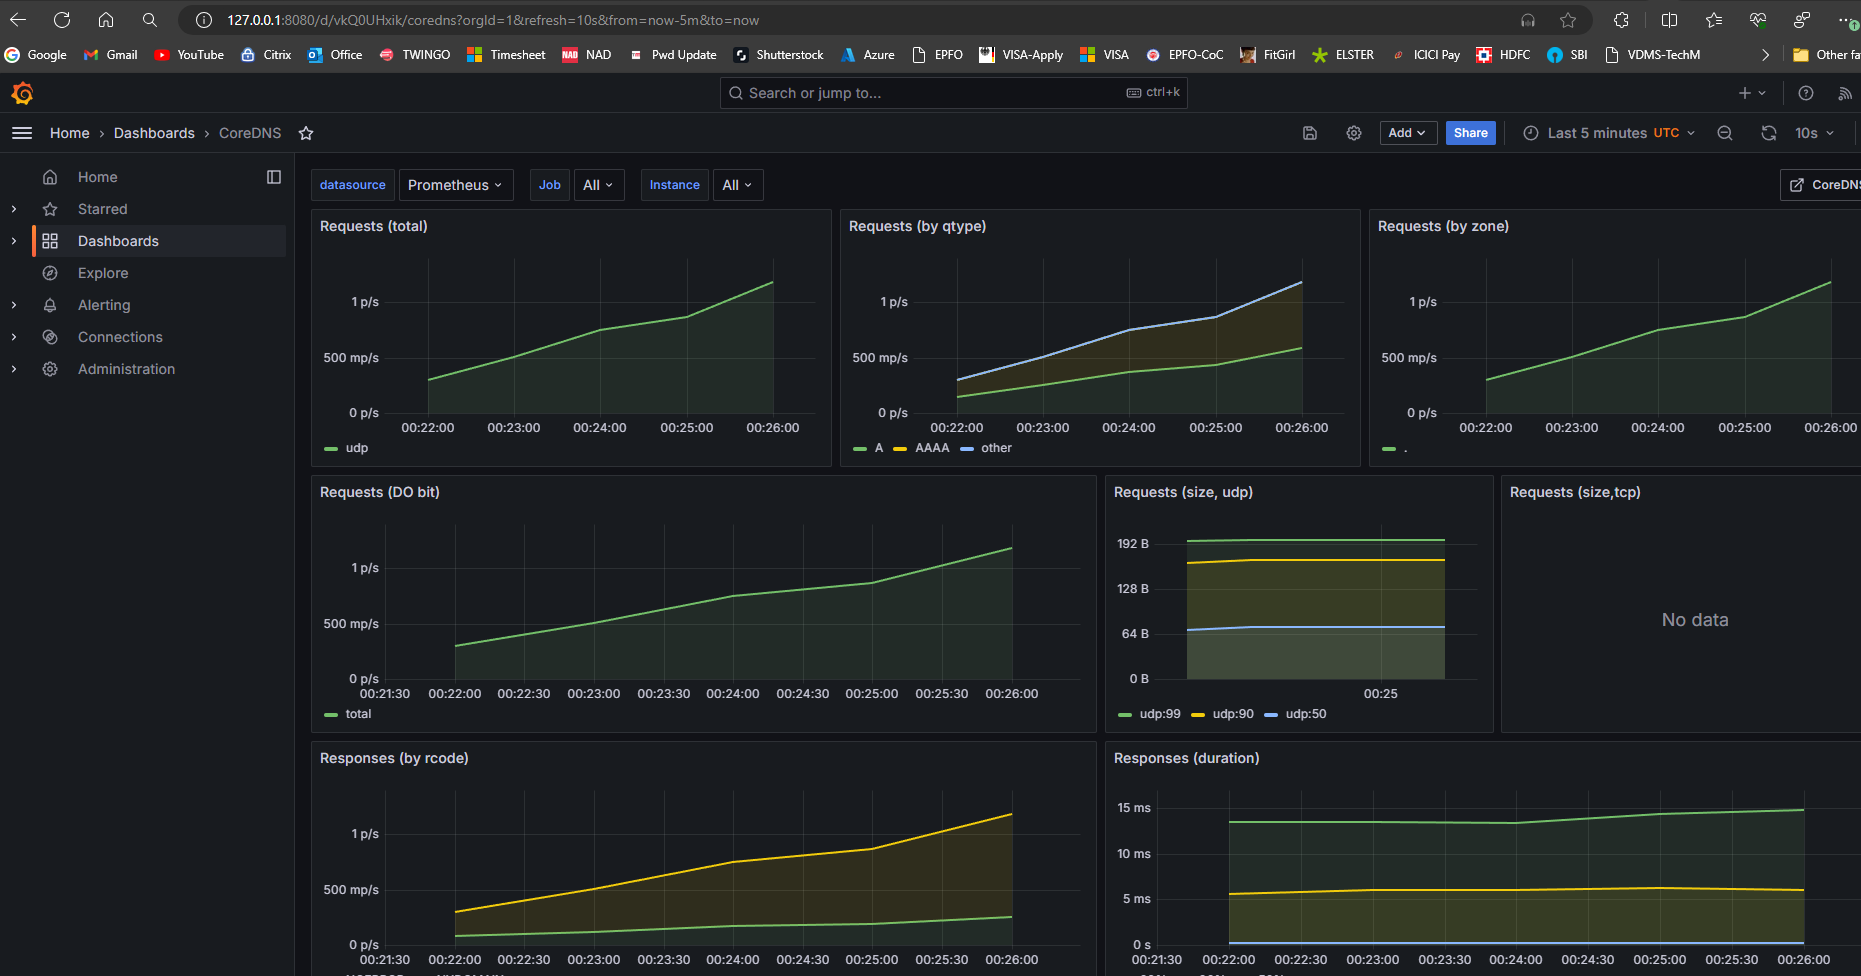 127.0.0.1:8080/d/vkQ0UHxik/coredns?orgId=1&refresh=10s&from=now-5m&to=now
Google Gmail YouTube Citrix Office TWINGO Timesheet NAD Pwd Update Shutterstock Azure EPFO VISA-Apply VISA EPFO-CoC FitGirl ELSTER ICICI Pay HDFC SBI VDMS-TechM Other fa
Search or jump to... ctrl+k
Home › Dashboards › CoreDNS Add Share Last 5 minutes UTC 10s
Home
Starred
Dashboards
Explore
Alerting
Connections
Administration
datasource Prometheus Job All Instance All CoreDNS
Requests (total)
1 p/s
500 mp/s
0 p/s
00:22:00 00:23:00 00:24:00 00:25:00 00:26:00
udp
Requests (by qtype)
1 p/s
500 mp/s
0 p/s
00:22:00 00:23:00 00:24:00 00:25:00 00:26:00
A AAAA other
Requests (by zone)
1 p/s
500 mp/s
0 p/s
00:22:00 00:23:00 00:24:00 00:25:00 00:26:00
.
Requests (DO bit)
1 p/s
500 mp/s
0 p/s
00:21:30 00:22:00 00:22:30 00:23:00 00:23:30 00:24:00 00:24:30 00:25:00 00:25:30 00:26:00
total
Requests (size, udp)
192 B
128 B
64 B
0 B
00:25
udp:99 udp:90 udp:50
Requests (size,tcp)
No data
Responses (by rcode)
1 p/s
500 mp/s
0 p/s
00:21:30 00:22:00 00:22:30 00:23:00 00:23:30 00:24:00 00:24:30 00:25:00 00:25:30 00:26:00
Responses (duration)
15 ms
10 ms
5 ms
0 s
00:21:30 00:22:00 00:22:30 00:23:00 00:23:30 00:24:00 00:24:30 00:25:00 00:25:30 00:26:00